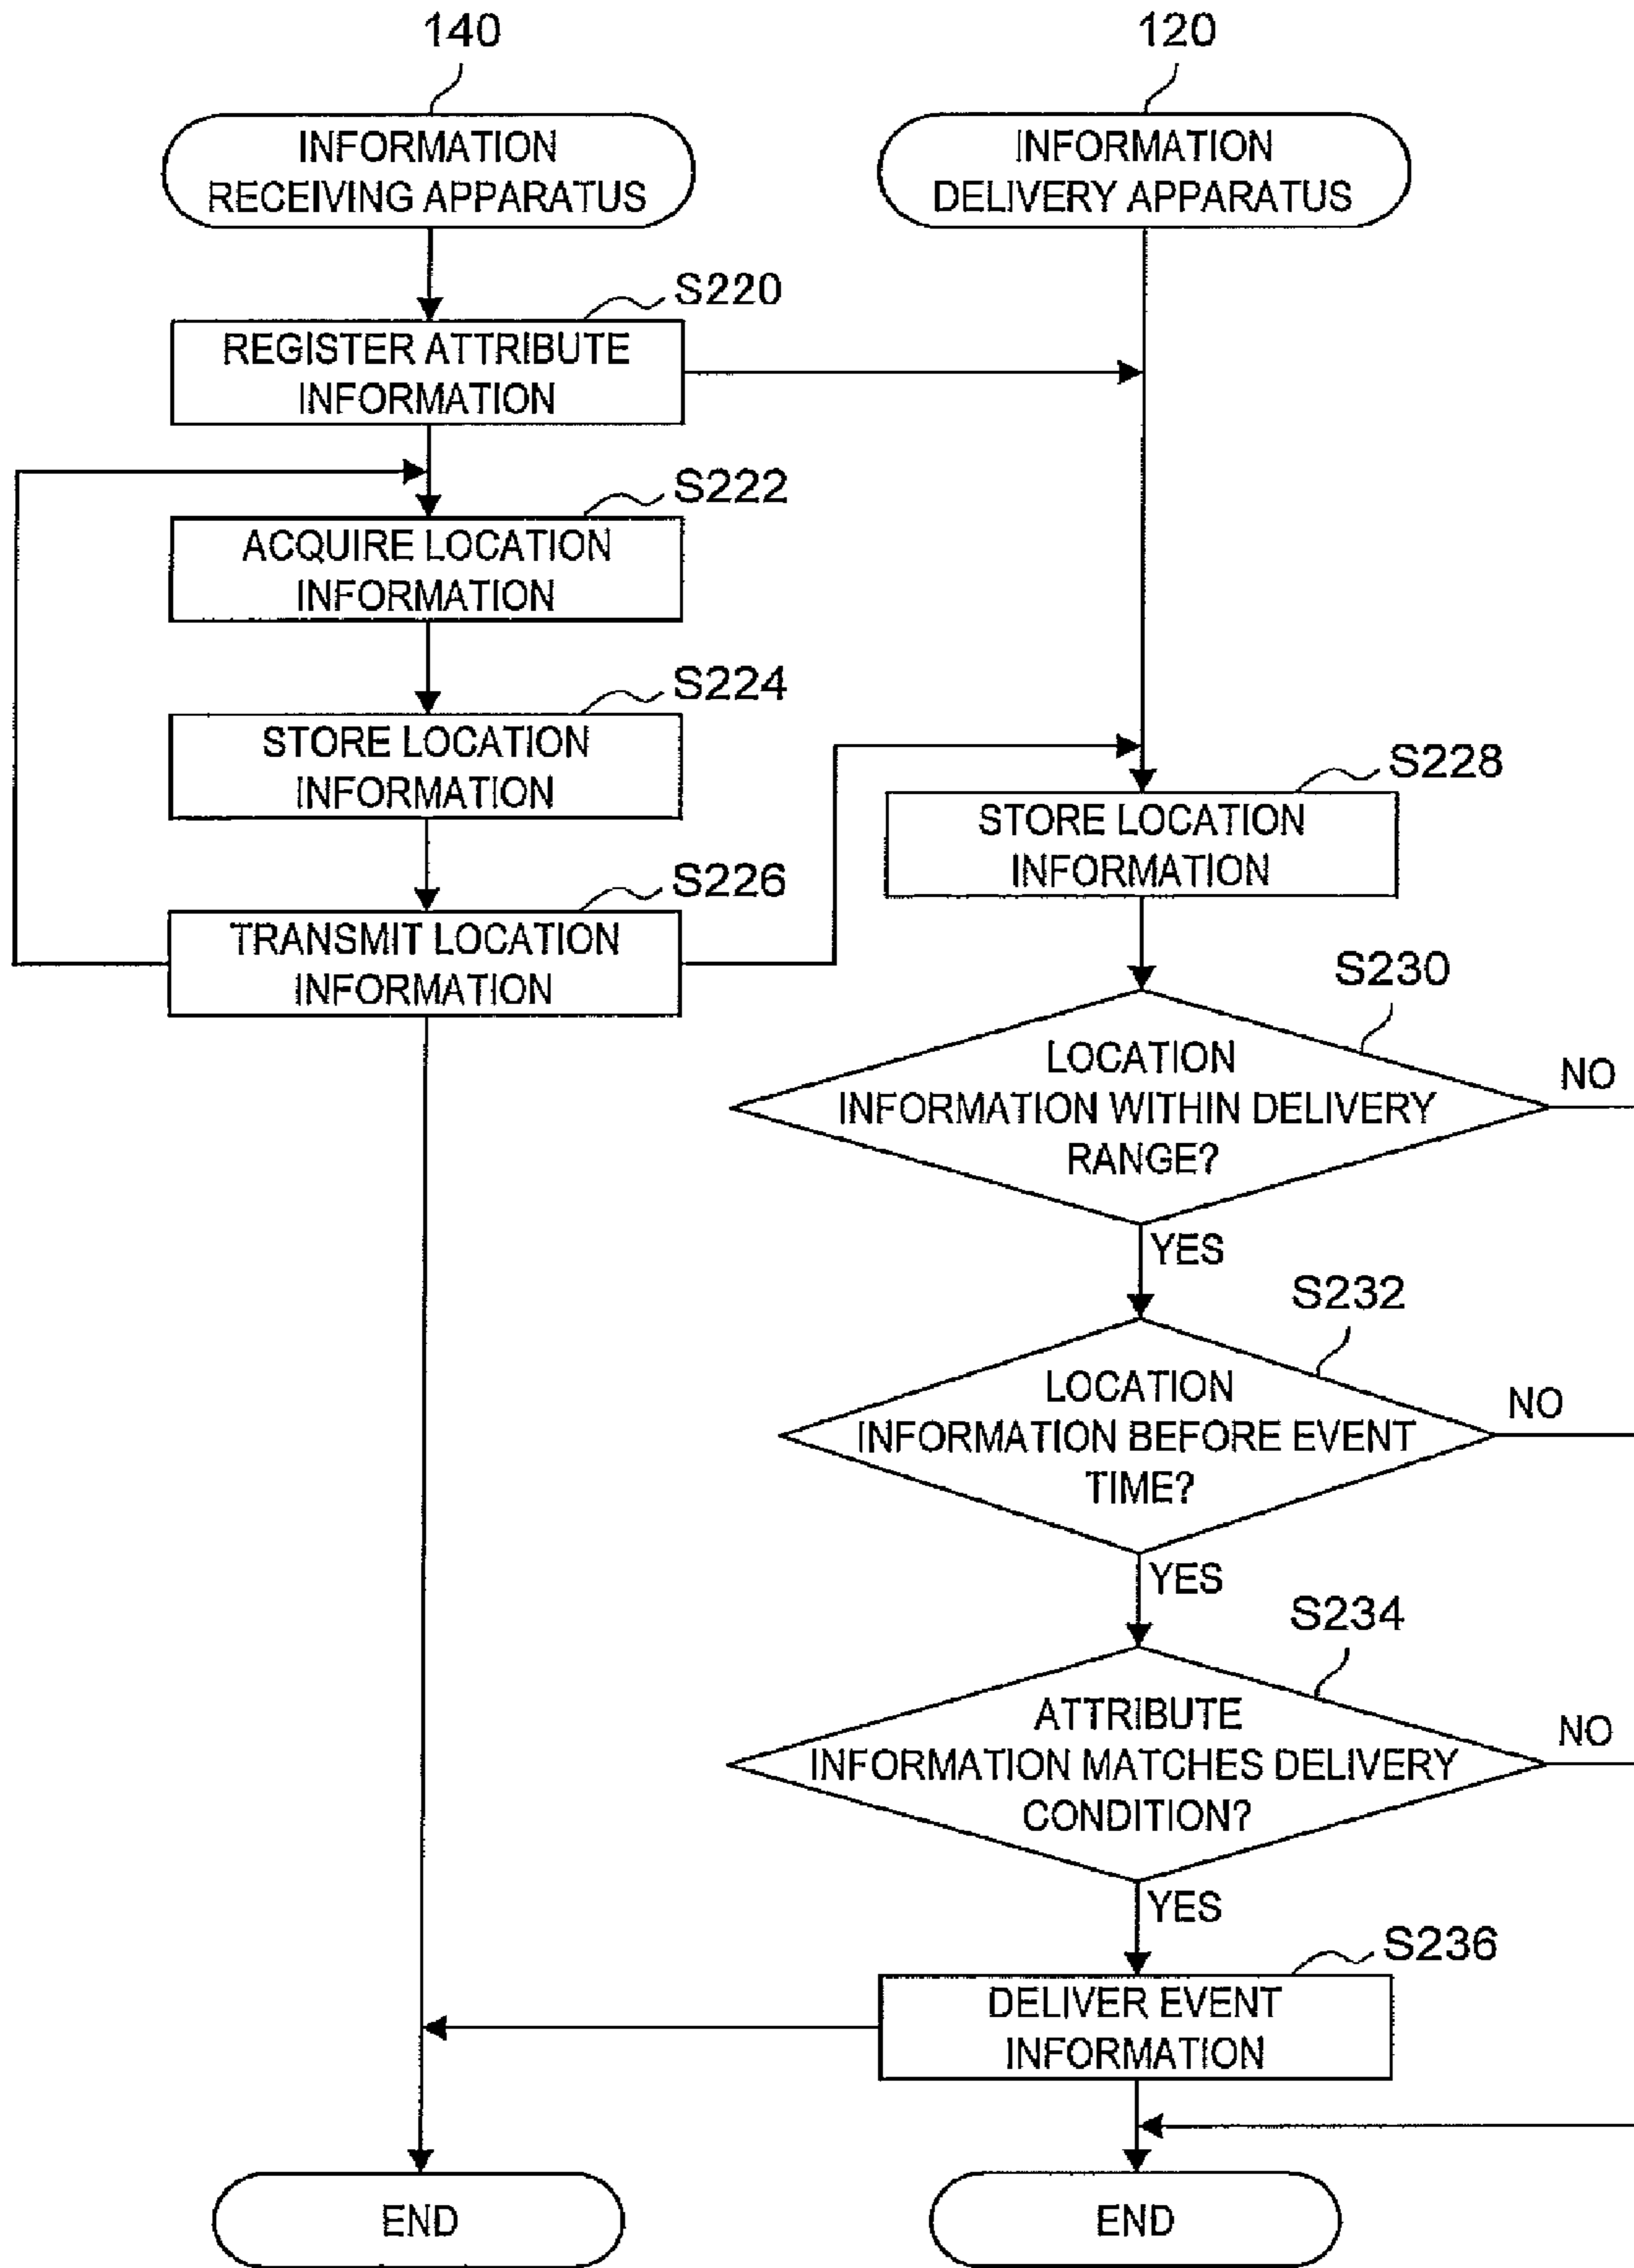 140
120
INFORMATION
RECEIVING APPARATUS
INFORMATION
DELIVERY APPARATUS
S220
REGISTER ATTRIBUTE
INFORMATION
S222
ACQUIRE LOCATION
INFORMATION
S224
STORE LOCATION
INFORMATION
S226
TRANSMIT LOCATION
INFORMATION
S228
STORE LOCATION
INFORMATION
S230
LOCATION
INFORMATION WITHIN DELIVERY
RANGE?
NO
YES
S232
LOCATION
INFORMATION BEFORE EVENT
TIME?
NO
YES
S234
ATTRIBUTE
INFORMATION MATCHES DELIVERY
CONDITION?
NO
YES
S236
DELIVER EVENT
INFORMATION
END
END